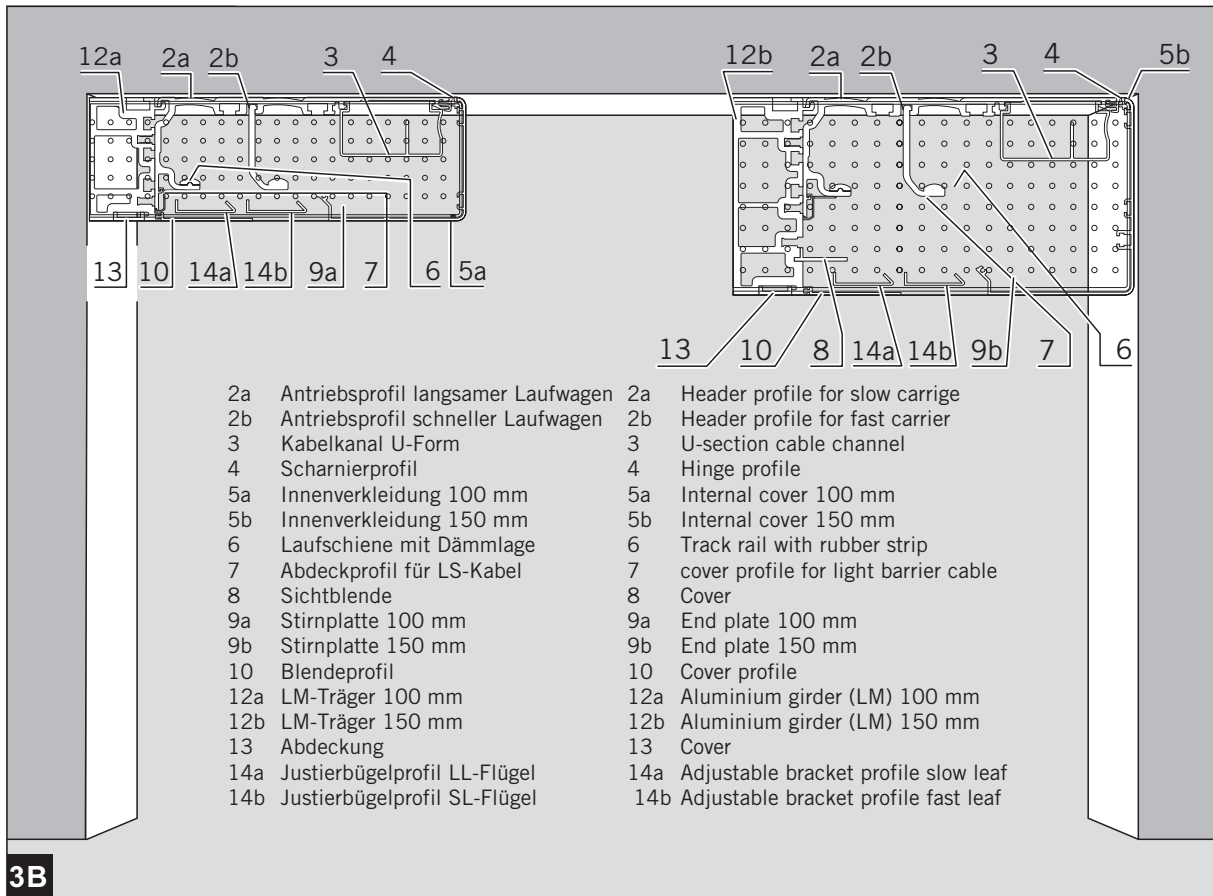 12a 2a 2b 3 4 12b 2a 2b 3 4 5b
13 10 14a 14b 9a 7 6 5a
13 10 8 14a 14b 9b 7 6
2a Antriebsprofil langsamer Laufwagen 2a Header profile for slow carrige
2b Antriebsprofil schneller Laufwagen 2b Header profile for fast carrier
3 Kabelkanal U-Form 3 U-section cable channel
4 Scharnierprofil 4 Hinge profile
5a Innenverkleidung 100 mm 5a Internal cover 100 mm
5b Innenverkleidung 150 mm 5b Internal cover 150 mm
6 Laufschiene mit Dämmlage 6 Track rail with rubber strip
7 Abdeckprofil für LS-Kabel 7 cover profile for light barrier cable
8 Sichtblende 8 Cover
9a Stirnplatte 100 mm 9a End plate 100 mm
9b Stirnplatte 150 mm 9b End plate 150 mm
10 Blendeprofil 10 Cover profile
12a LM-Träger 100 mm 12a Aluminium girder (LM) 100 mm
12b LM-Träger 150 mm 12b Aluminium girder (LM) 150 mm
13 Abdeckung 13 Cover
14a Justierbügelprofil LL-Flügel 14a Adjustable bracket profile slow leaf
14b Justierbügelprofil SL-Flügel 14b Adjustable bracket profile fast leaf
3B